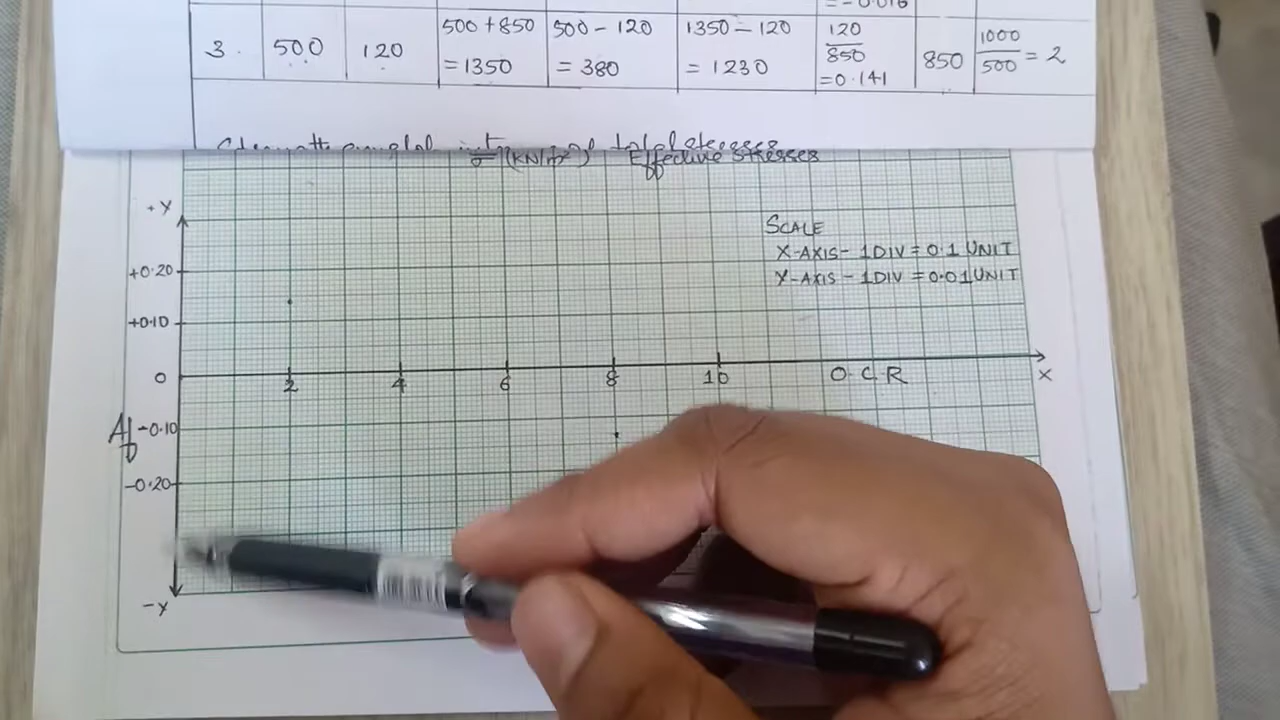 = - 0.016
3. 500 120 500 + 850 = 1350 500 - 120 = 380 1350 - 120 = 1230 120/850 = 0.141 850 1000/500 = 2
(KN/m²) total stresses
Effective stresses
+Y
SCALE
X-AXIS - 1DIV = 0.1 UNIT
Y-AXIS - 1DIV = 0.01 UNIT
+0.20
+0.10
0 2 4 6 8 10 O.C.R X
Af -0.10
-0.20
-Y